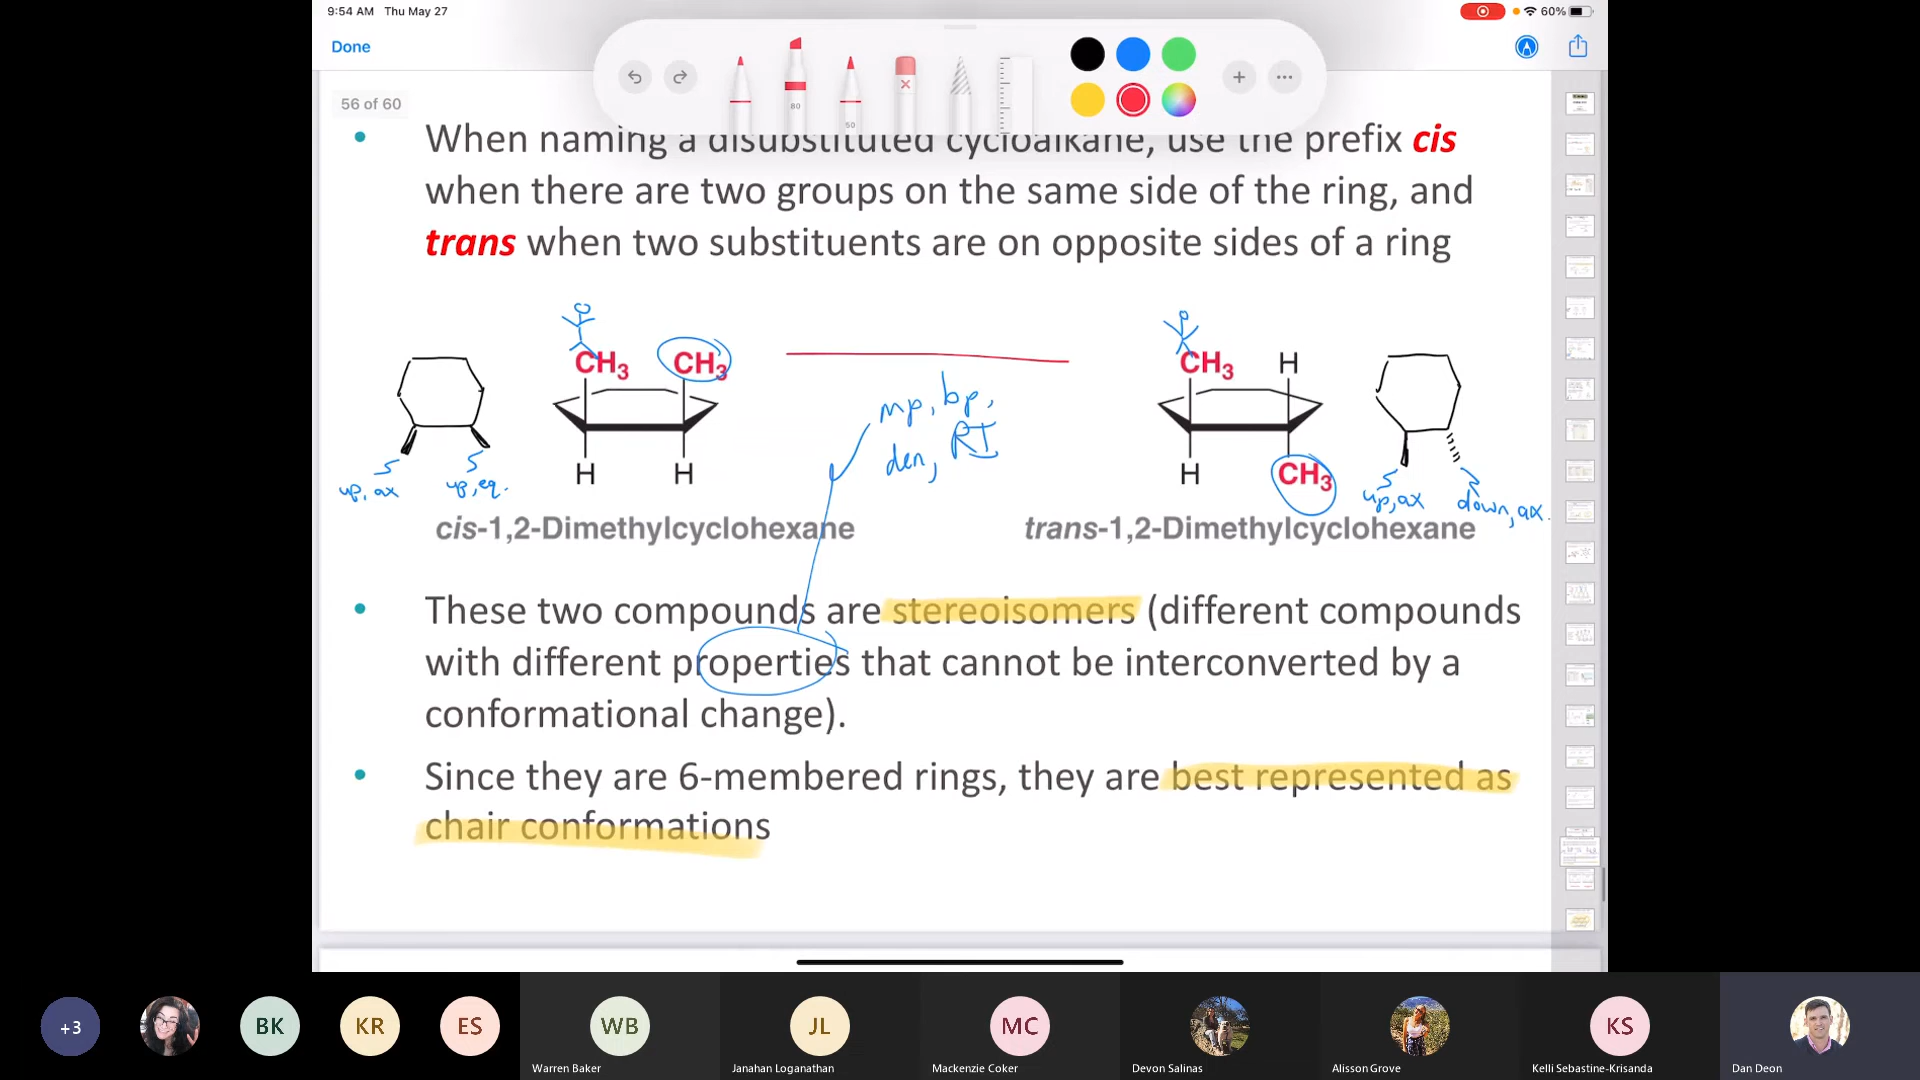 9:54 AM Thu May 27
60%
Done
80
50
56 of 60
• When naming a disubstituted cycloalkane, use the prefix cis
when there are two groups on the same side of the ring, and
trans when two substituents are on opposite sides of a ring
CH3 CH3
CH3 H
mp, bp,
den, RI
H H
H CH3
up, ax up, eq.
up, ax down, ax.
cis-1,2-Dimethylcyclohexane
trans-1,2-Dimethylcyclohexane
• These two compounds are stereoisomers (different compounds
with different properties that cannot be interconverted by a
conformational change).
• Since they are 6-membered rings, they are best represented as
chair conformations
+3
BK
KR
ES
WB
Warren Baker
JL
Janahan Loganathan
MC
Mackenzie Coker
Devon Salinas
Alisson Grove
KS
Kelli Sebastine-Krisanda
Dan Deon